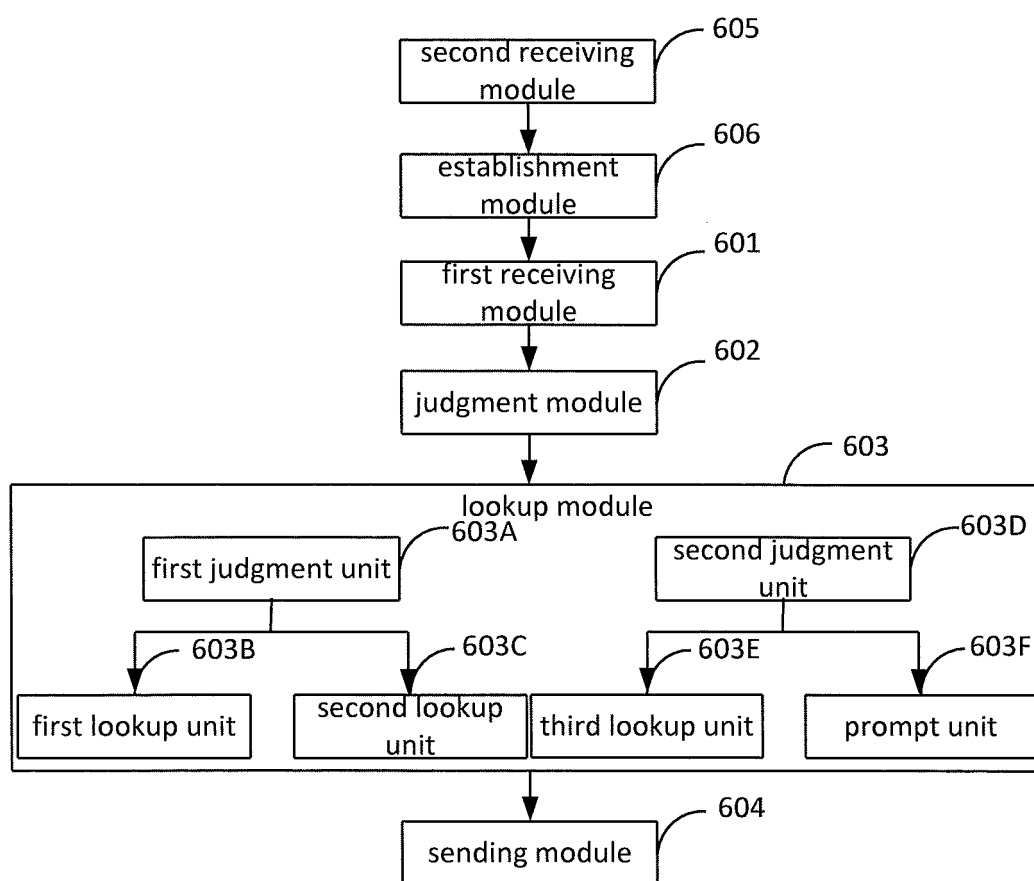 605
second receiving
module
606
establishment
module
601
first receiving
module
602
judgment module
603
lookup module
603A
first judgment unit
603D
second judgment
unit
603B
first lookup unit
603C
second lookup
unit
603E
third lookup unit
603F
prompt unit
604
sending module